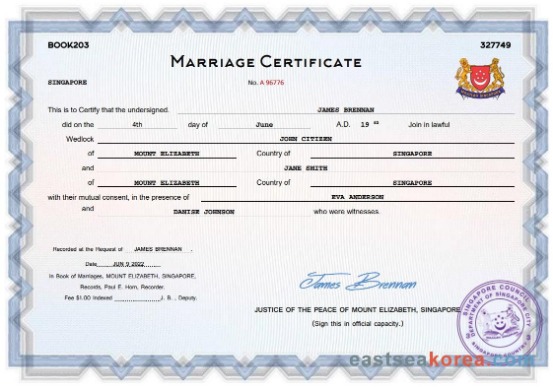 BOOK203 327749
MARRIAGE CERTIFICATE
SINGAPORE No. A 96776
This is to Certify that the undersigned. JAMES BRENNAN
did on the 4th day of June A.D. 19 Join in lawful
Wedlock JOHN CITIZEN
of MOUNT ELIZABETH Country of SINGAPORE
and JANE SMITH
of MOUNT ELIZABETH Country of SINGAPORE
with their mutual consent, in the presence of EVA ANDERSON
and DANISE JOHNSON who were witnesses.
Recorded at the Request of JAMES BRENNAN ,
Date JUN 9 2022
In Book of Marriages, MOUNT ELIZABETH, SINGAPORE,
Records, Paul E. Horn, Recorder.
Fee $1.00 Indexed J. B., Deputy.
James Brennan
JUSTICE OF THE PEACE OF MOUNT ELIZABETH, SINGAPORE
(Sign this in official capacity.)
SINGAPORE COUNCIL
DEPARTMENT OF SINGAPORE CITY
eastseakorea.com